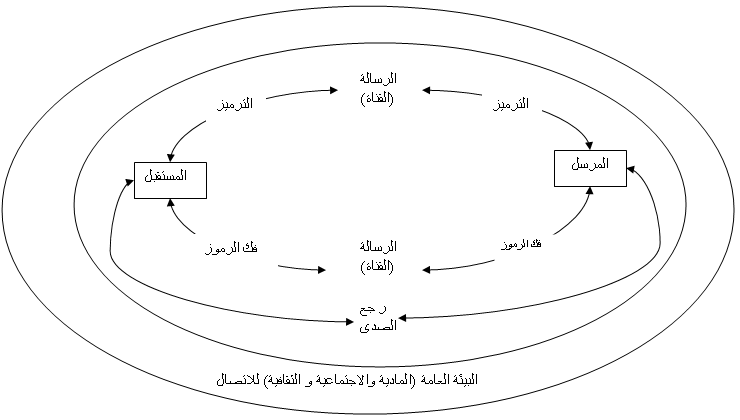 الرسالة
(القناة)
الترميز
الترميز
المرسل
المستقبل
فك الرموز
فك الرموز
الرسالة
(القناة)
رجع
الصدى
البيئة العامة (المادية والاجتماعية و الثقافية) للاتصال